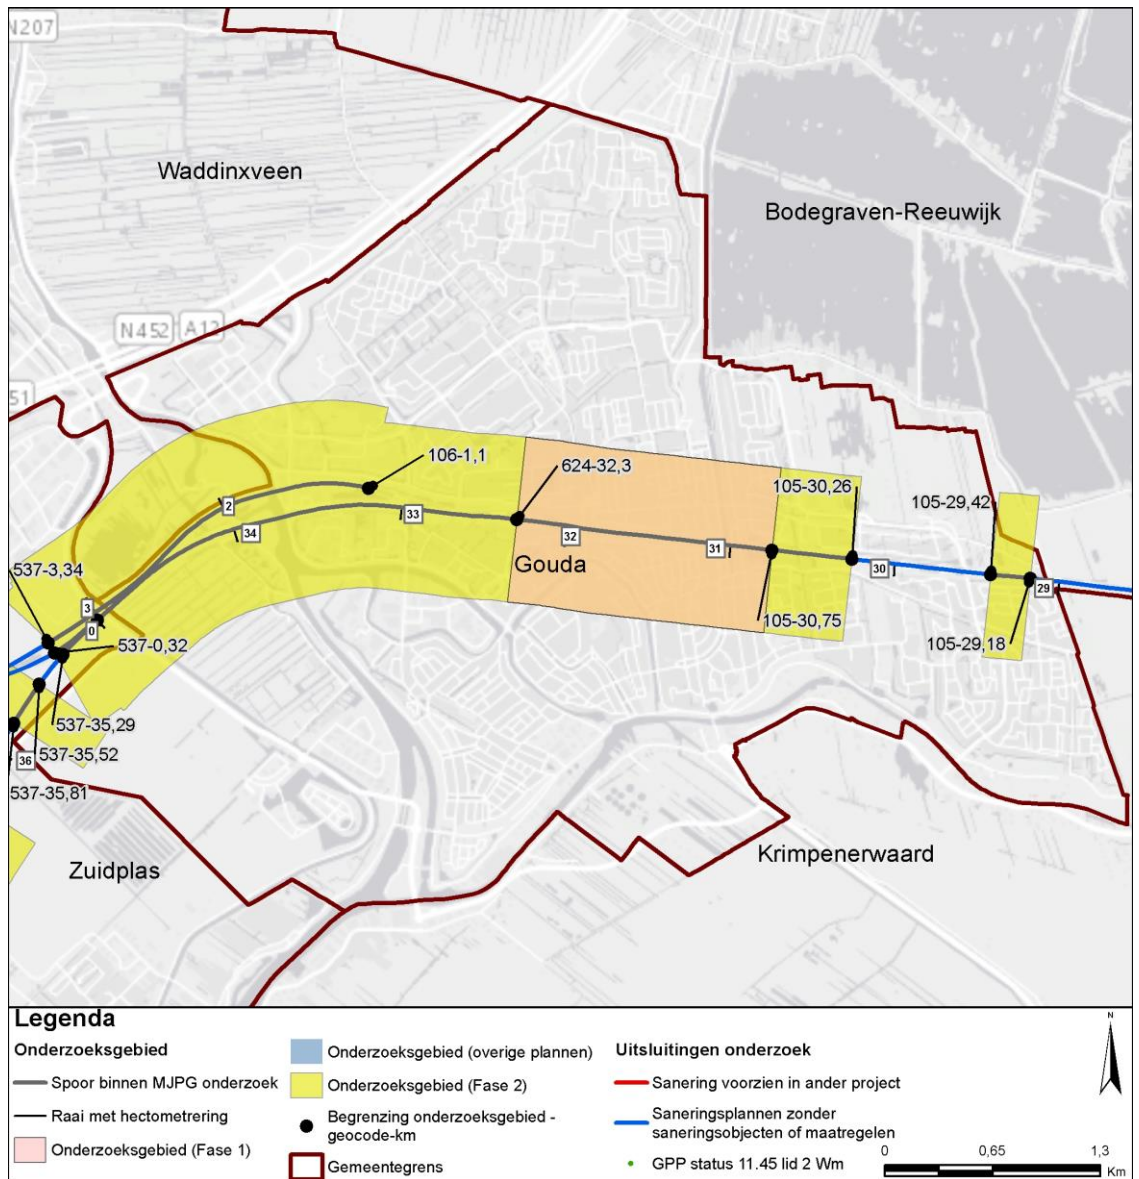 N207
Waddinxveen
Bodegraven-Reeuwijk
N452
A12
51
106-1,1
624-32,3
105-30,26
105-29,42
2
33
34
32
31
30
29
Gouda
537-3,34
3
0
537-0,32
105-30,75
105-29,18
537-35,29
537-35,52
36
537-35,81
Zuidplas
Krimpenerwaard
Legenda
Onderzoeksgebied
Spoor binnen MJPG onderzoek
Raai met hectometrering
Onderzoeksgebied (Fase 1)
Onderzoeksgebied (overige plannen)
Onderzoeksgebied (Fase 2)
Begrenzing onderzoeksgebied -
geocode-km
Gemeentegrens
Uitsluitingen onderzoek
Sanering voorzien in ander project
Saneringsplannen zonder
saneringsobjecten of maatregelen
GPP status 11.45 lid 2 Wm
N
0 0,65 1,3
Km